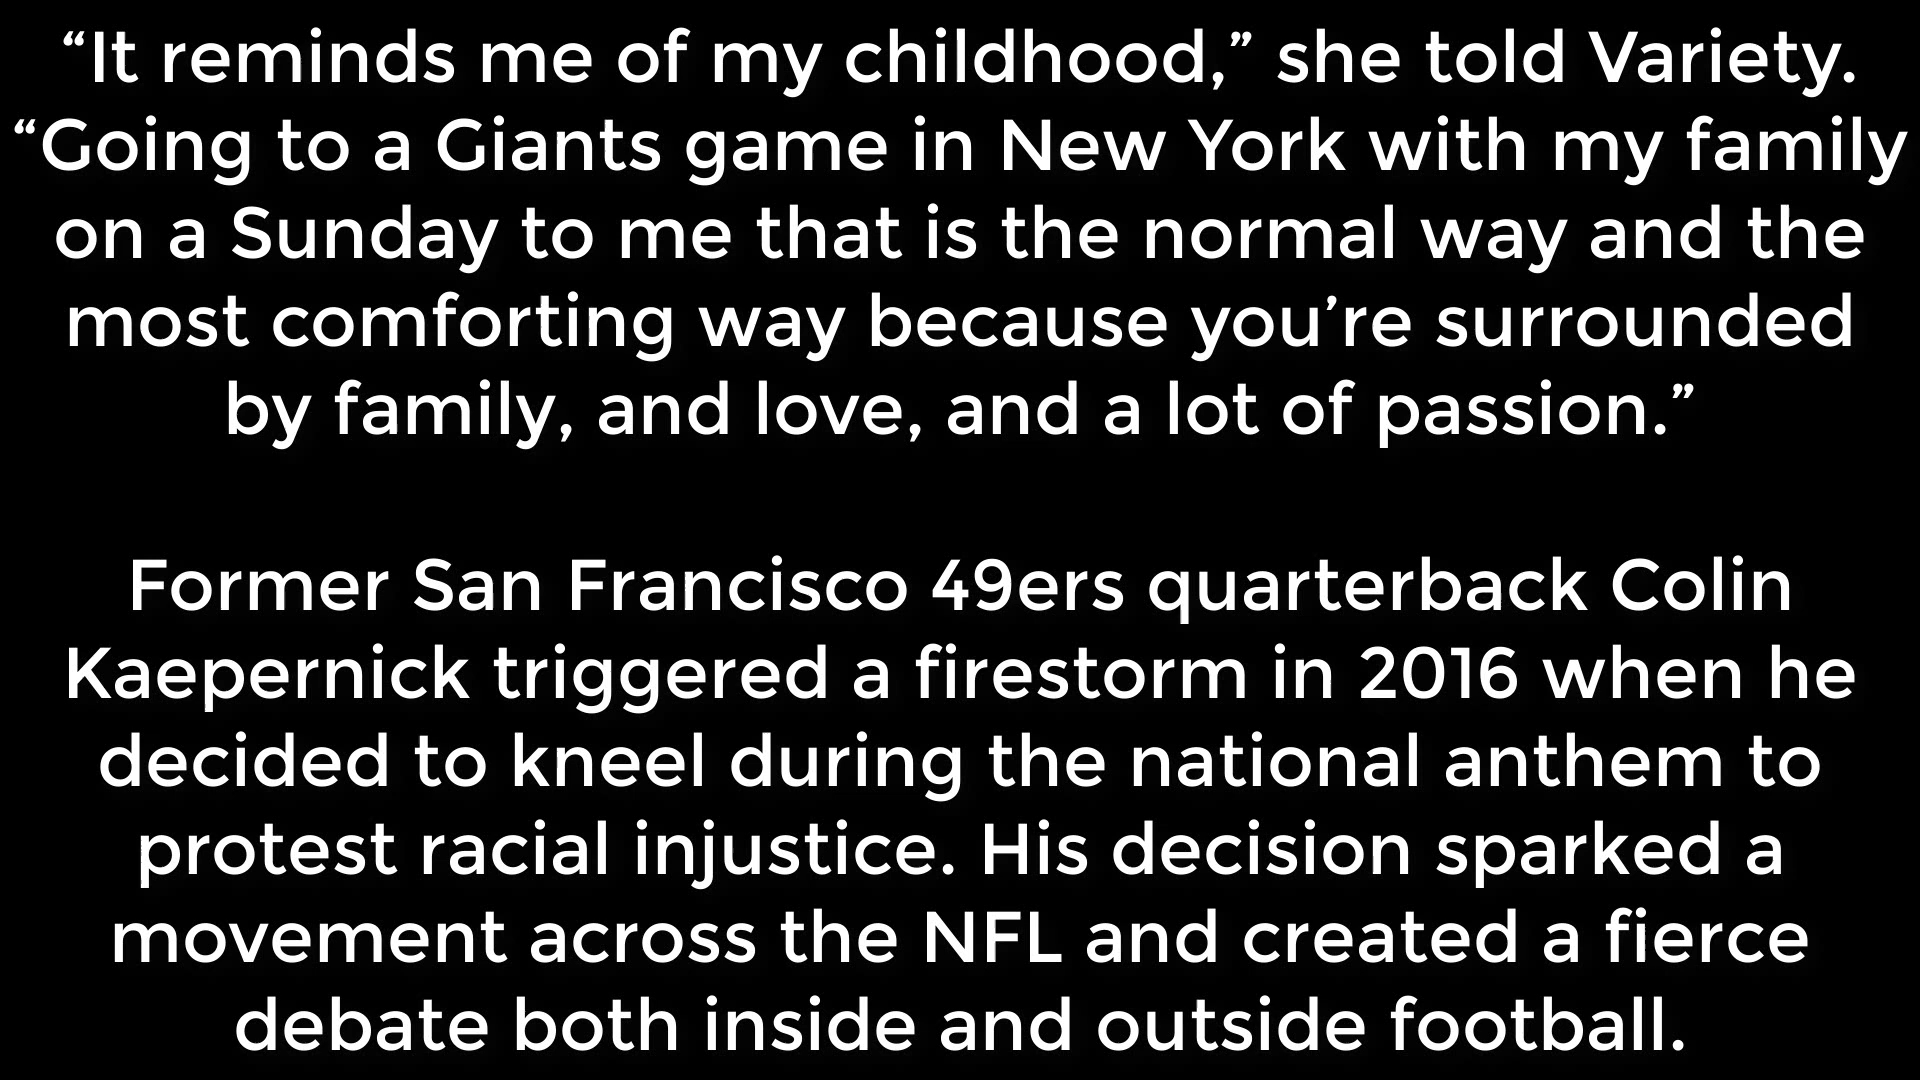 “It reminds me of my childhood,” she told Variety.
“Going to a Giants game in New York with my family
on a Sunday to me that is the normal way and the
most comforting way because you’re surrounded
by family, and love, and a lot of passion.”
Former San Francisco 49ers quarterback Colin
Kaepernick triggered a firestorm in 2016 when he
decided to kneel during the national anthem to
protest racial injustice. His decision sparked a
movement across the NFL and created a fierce
debate both inside and outside football.